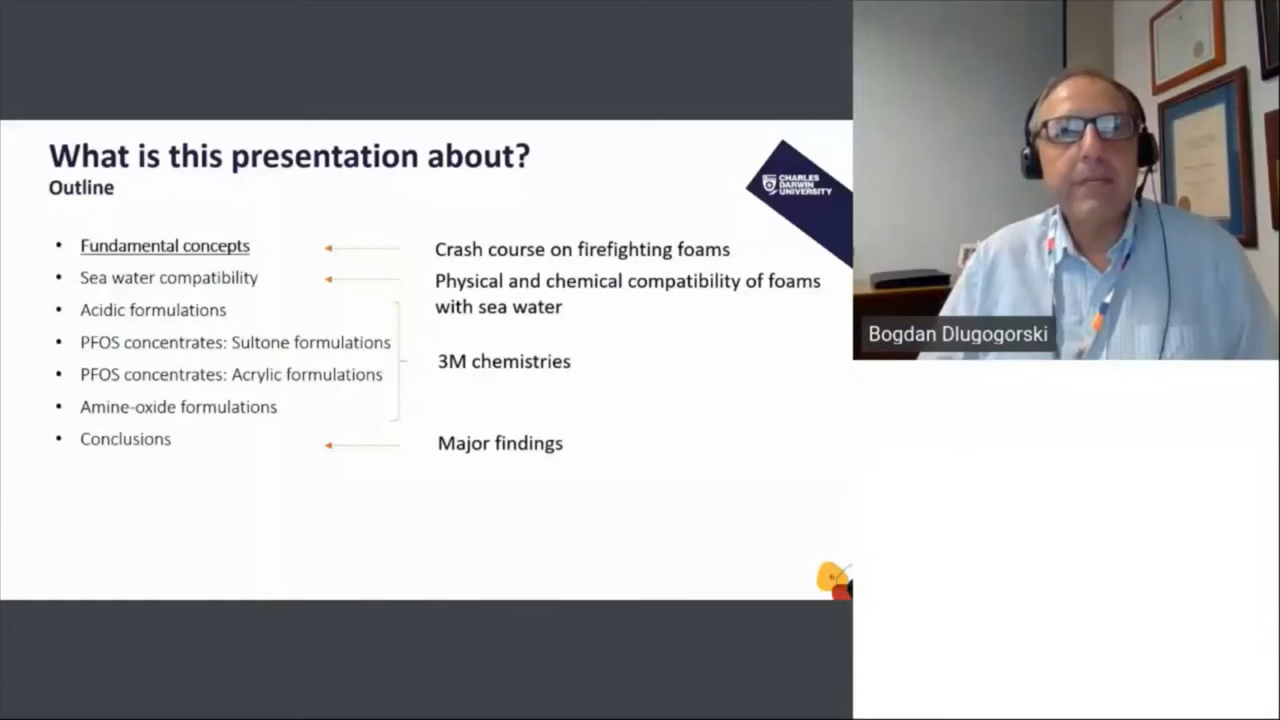 What is this presentation about?
Outline
CHARLES
DARWIN
UNIVERSITY
• Fundamental concepts
Crash course on firefighting foams
• Sea water compatibility
Physical and chemical compatibility of foams
with sea water
• Acidic formulations
• PFOS concentrates: Sultone formulations
3M chemistries
• PFOS concentrates: Acrylic formulations
• Amine-oxide formulations
• Conclusions
Major findings
6
Bogdan Dlugogorski